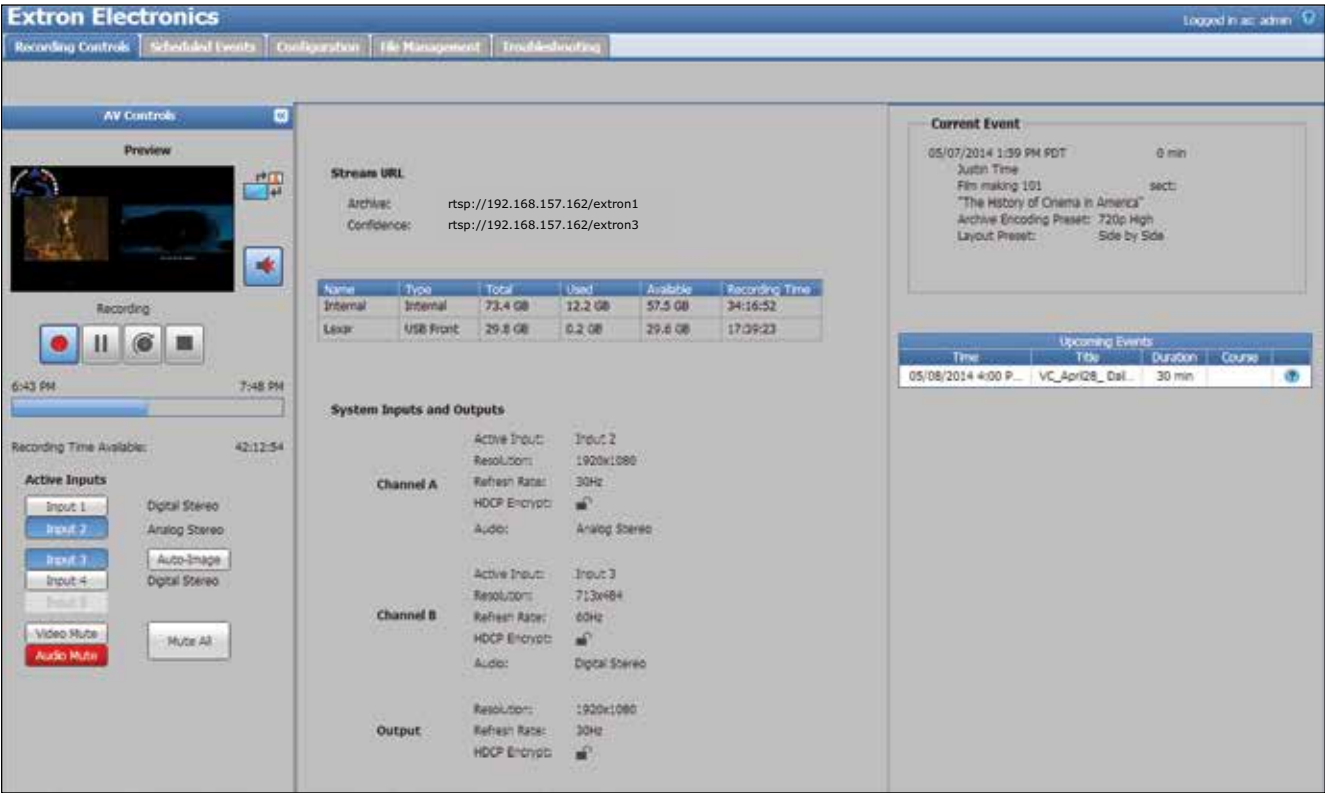 Extron Electronics
Logged in as: admin
Recording Controls Scheduled Events Configuration File Management Troubleshooting
AV Controls
Preview
Recording
6:43 PM 7:48 PM
Recording Time Available: 42:12:54
Active Inputs
Input 1 Digital Stereo
Input 2 Analog Stereo
Input 3 Auto-Image
Input 4 Digital Stereo
Input 5
Video Mute Mute All
Audio Mute
Stream URL
Archive: rtsp://192.168.157.162/extron1
Confidence: rtsp://192.168.157.162/extron3
Name Type Total Used Available Recording Time
Internal Internal 73.4 GB 12.2 GB 57.5 GB 34:16:52
Lexar USB Front 29.8 GB 0.2 GB 29.6 GB 17:39:23
System Inputs and Outputs
Channel A
Active Input: Input 2
Resolution: 1920x1080
Refresh Rate: 30Hz
HDCP Encrypt:
Audio: Analog Stereo
Channel B
Active Input: Input 3
Resolution: 713x484
Refresh Rate: 60Hz
HDCP Encrypt:
Audio: Digital Stereo
Output
Resolution: 1920x1080
Refresh Rate: 30Hz
HDCP Encrypt:
Current Event
05/07/2014 1:59 PM PDT 0 min
Justin Time
Film making 101 sect:
"The History of Cinema in America"
Archive Encoding Preset: 720p High
Layout Preset: Side by Side
Upcoming Events
Time Title Duration Course
05/08/2014 4:00 P... VC_April28_ Dail... 30 min